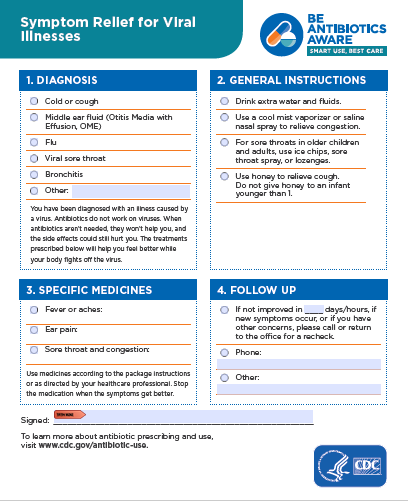 Symptom Relief for Viral
Illnesses
BE
ANTIBIOTICS
AWARE
SMART USE, BEST CARE
1. DIAGNOSIS
Cold or cough
Middle ear fluid (Otitis Media with
Effusion, OME)
Flu
Viral sore throat
Bronchitis
Other:
You have been diagnosed with an illness caused by
a virus. Antibiotics do not work on viruses. When
antibiotics aren't needed, they won't help you, and
the side effects could still hurt you. The treatments
prescribed below will help you feel better while
your body fights off the virus.
2. GENERAL INSTRUCTIONS
Drink extra water and fluids.
Use a cool mist vaporizer or saline
nasal spray to relieve congestion.
For sore throats in older children
and adults, use ice chips, sore
throat spray, or lozenges.
Use honey to relieve cough.
Do not give honey to an infant
younger than 1.
3. SPECIFIC MEDICINES
Fever or aches:
Ear pain:
Sore throat and congestion:
Use medicines according to the package instructions
or as directed by your healthcare professional. Stop
the medication when the symptoms get better.
4. FOLLOW UP
If not improved in ____ days/hours, if
new symptoms occur, or if you have
other concerns, please call or return
to the office for a recheck.
Phone:
Other:
Signed:
To learn more about antibiotic prescribing and use,
visit www.cdc.gov/antibiotic-use.
CDC